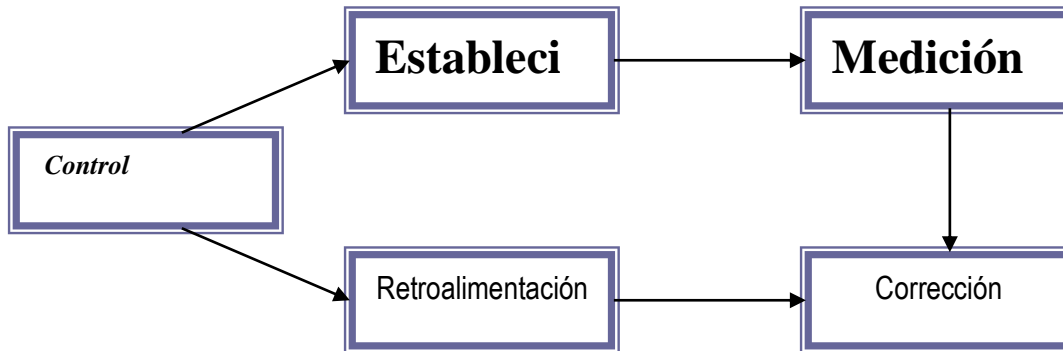 Estableci
Medición
Control
Retroalimentación
Corrección